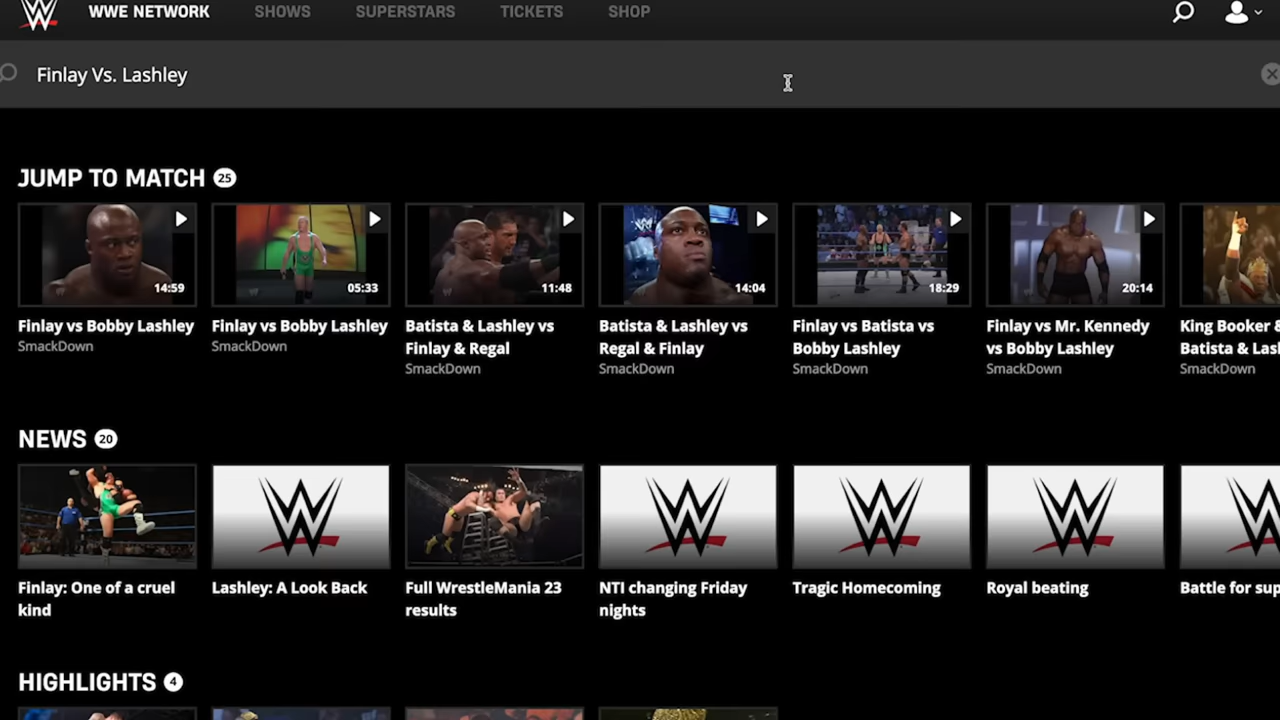 WWE NETWORK SHOWS SUPERSTARS TICKETS SHOP
Finlay Vs. Lashley
JUMP TO MATCH 25
14:59 05:33 11:48 14:04 18:29 20:14
Finlay vs Bobby Lashley
SmackDown
Finlay vs Bobby Lashley
SmackDown
Batista & Lashley vs
Finlay & Regal
SmackDown
Batista & Lashley vs
Regal & Finlay
SmackDown
Finlay vs Batista vs
Bobby Lashley
SmackDown
Finlay vs Mr. Kennedy
vs Bobby Lashley
SmackDown
King Booker &
Batista & Las
SmackDown
NEWS 20
Finlay: One of a cruel
kind
Lashley: A Look Back
Full WrestleMania 23
results
NTI changing Friday
nights
Tragic Homecoming
Royal beating
Battle for sup
HIGHLIGHTS 4